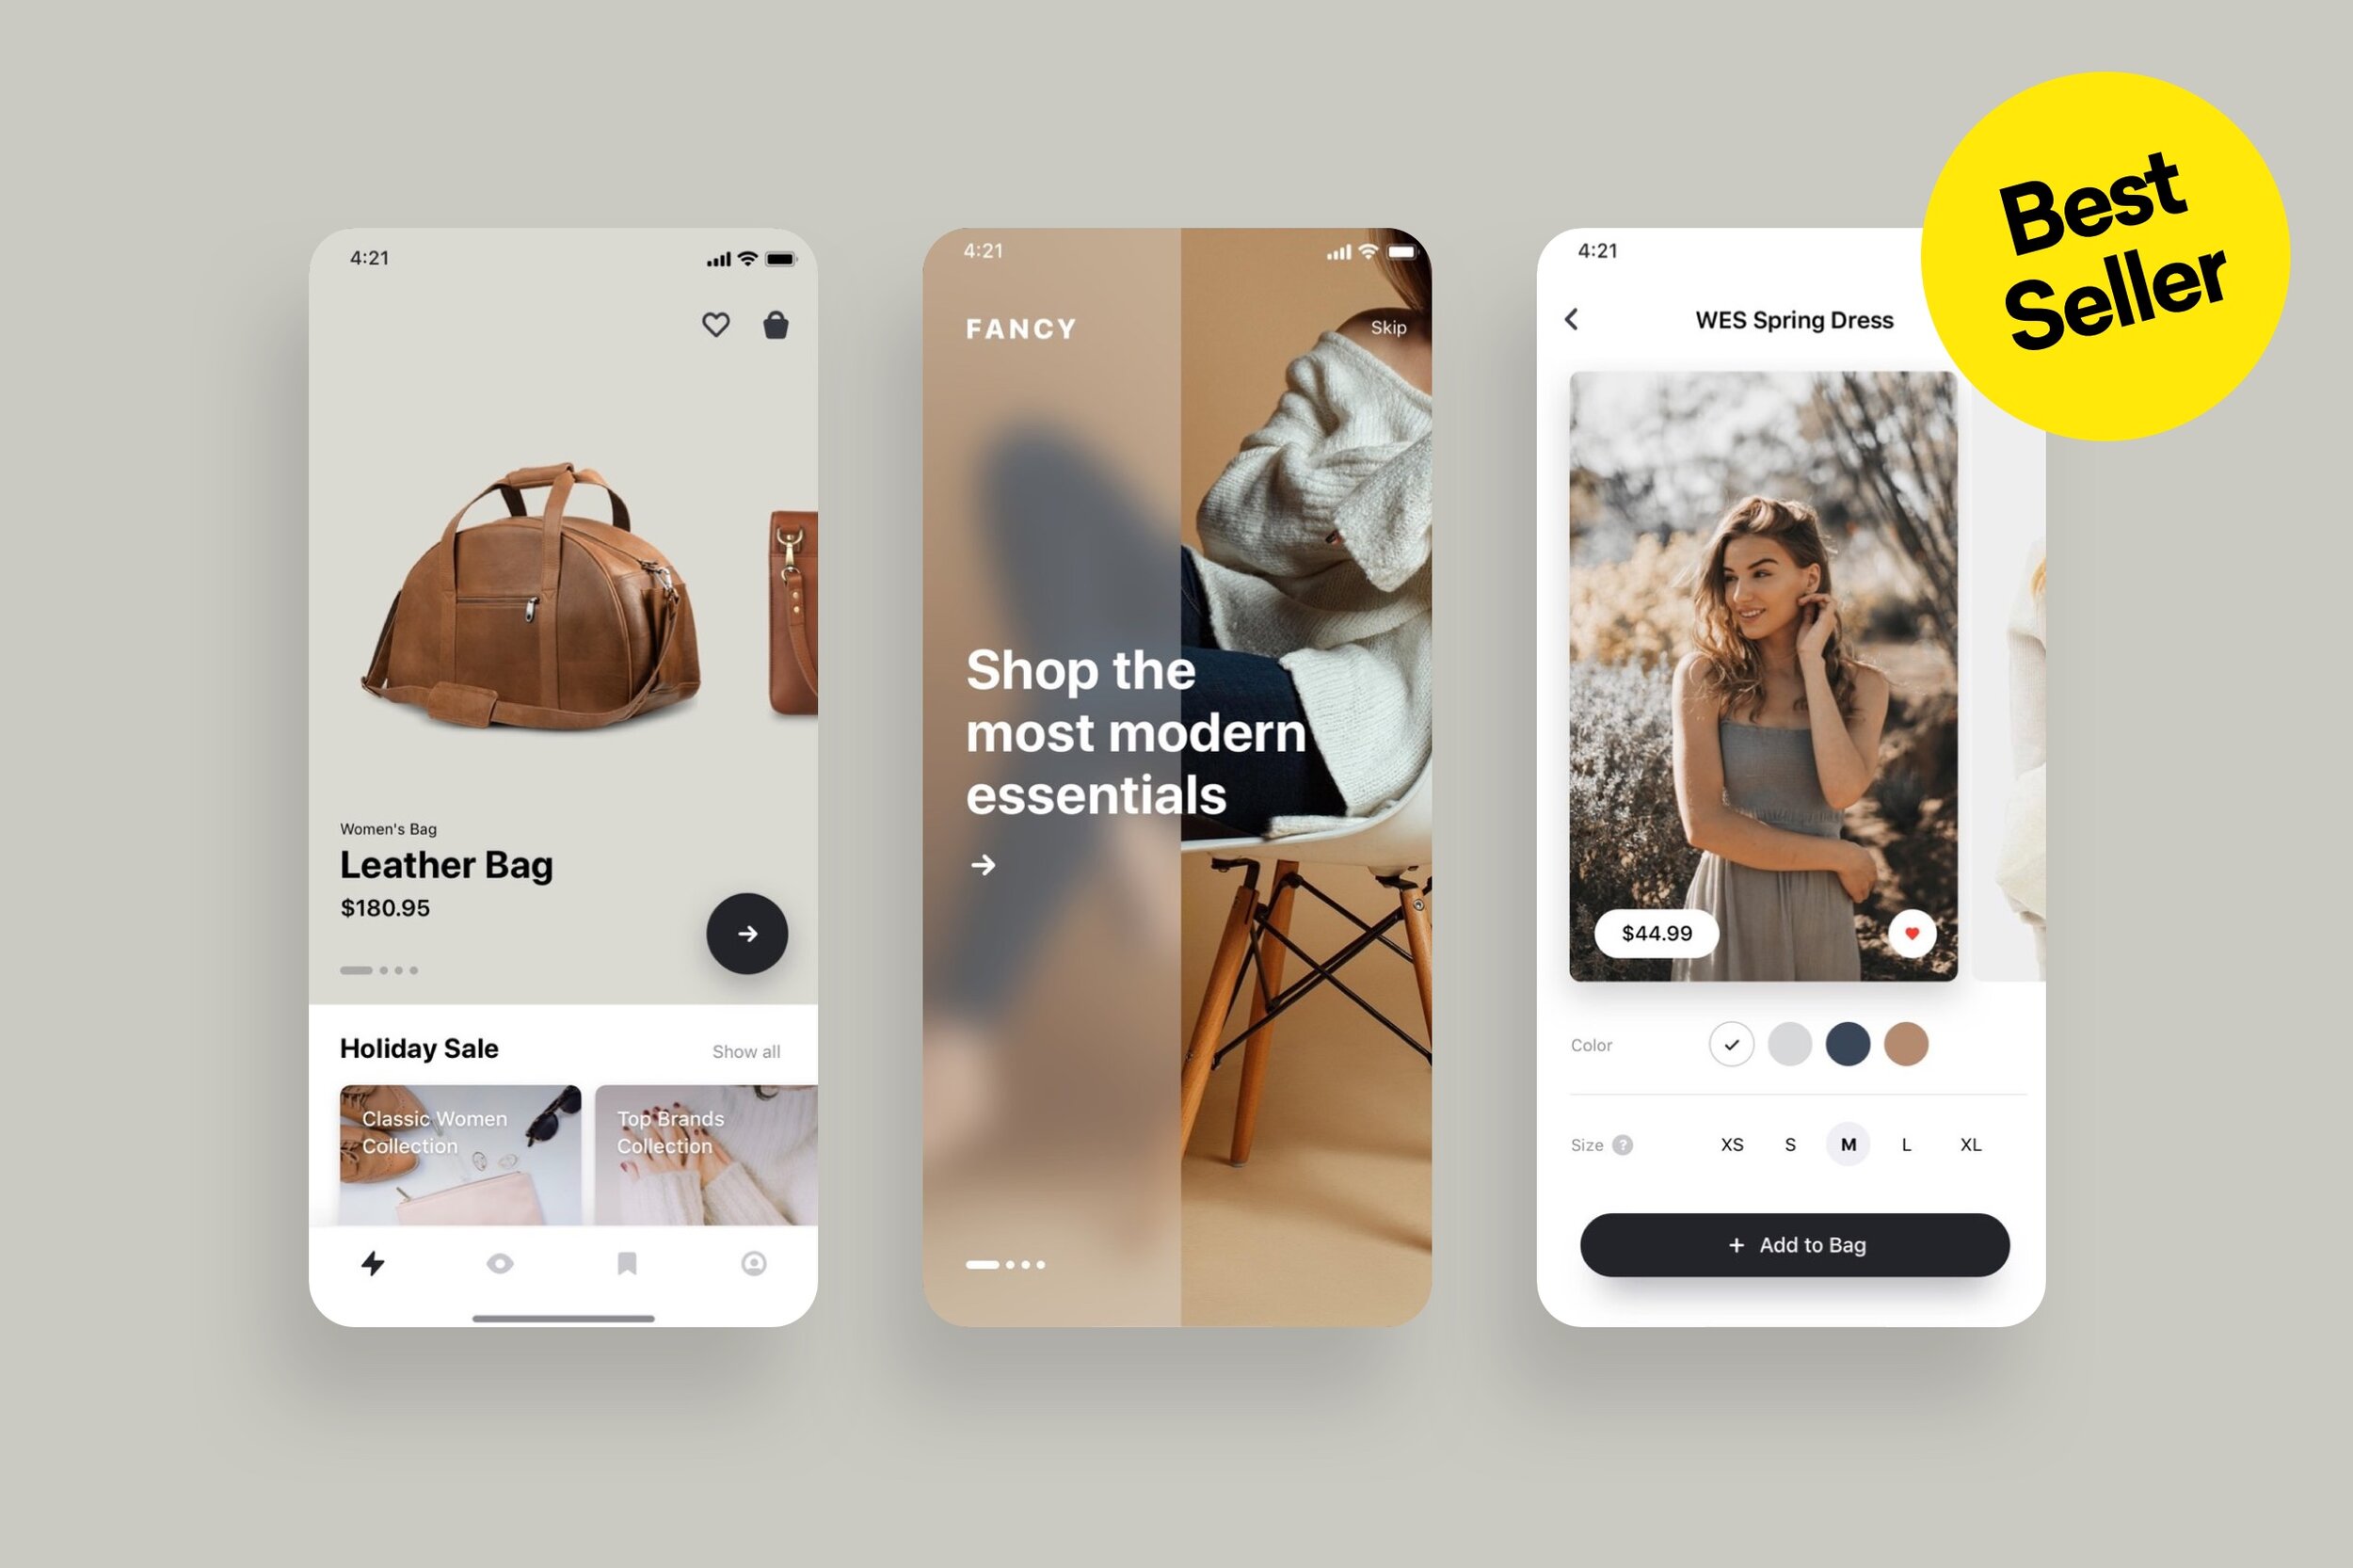 4:21
Women's Bag
Leather Bag
$180.95
Holiday Sale
Show all
Classic Women
Collection
Top Brands
Collection
4:21
FANCY
Skip
Shop the
most modern
essentials
4:21
WES Spring Dress
$44.99
Color
Size ?
XS S M L XL
+ Add to Bag
Best
Seller